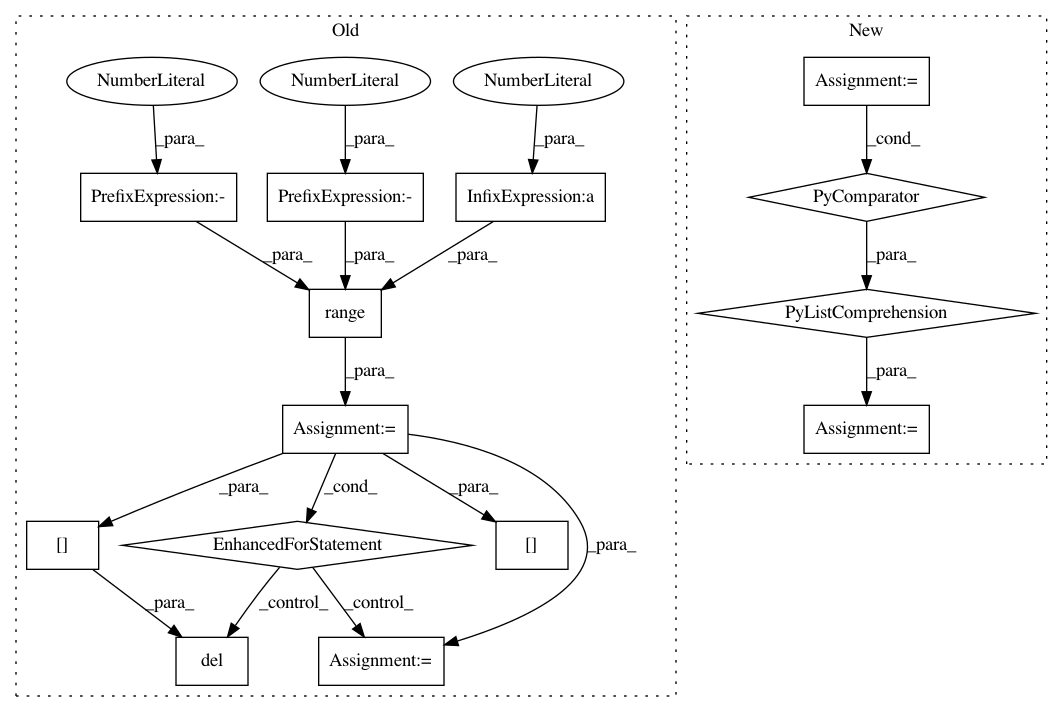 Old
New
NumberLiteral
NumberLiteral
NumberLiteral
Assignment:=
_para_
_para_
_para_
_cond_
PrefixExpression:-
PrefixExpression:-
InfixExpression:a
PyComparator
_para_
_para_
_para_
_para_
range
PyListComprehension
_para_
_para_
Assignment:=
Assignment:=
_para_
_cond_
_para_
[]
EnhancedForStatement
[]
_para_
_para_
_control_
_control_
del
Assignment:=